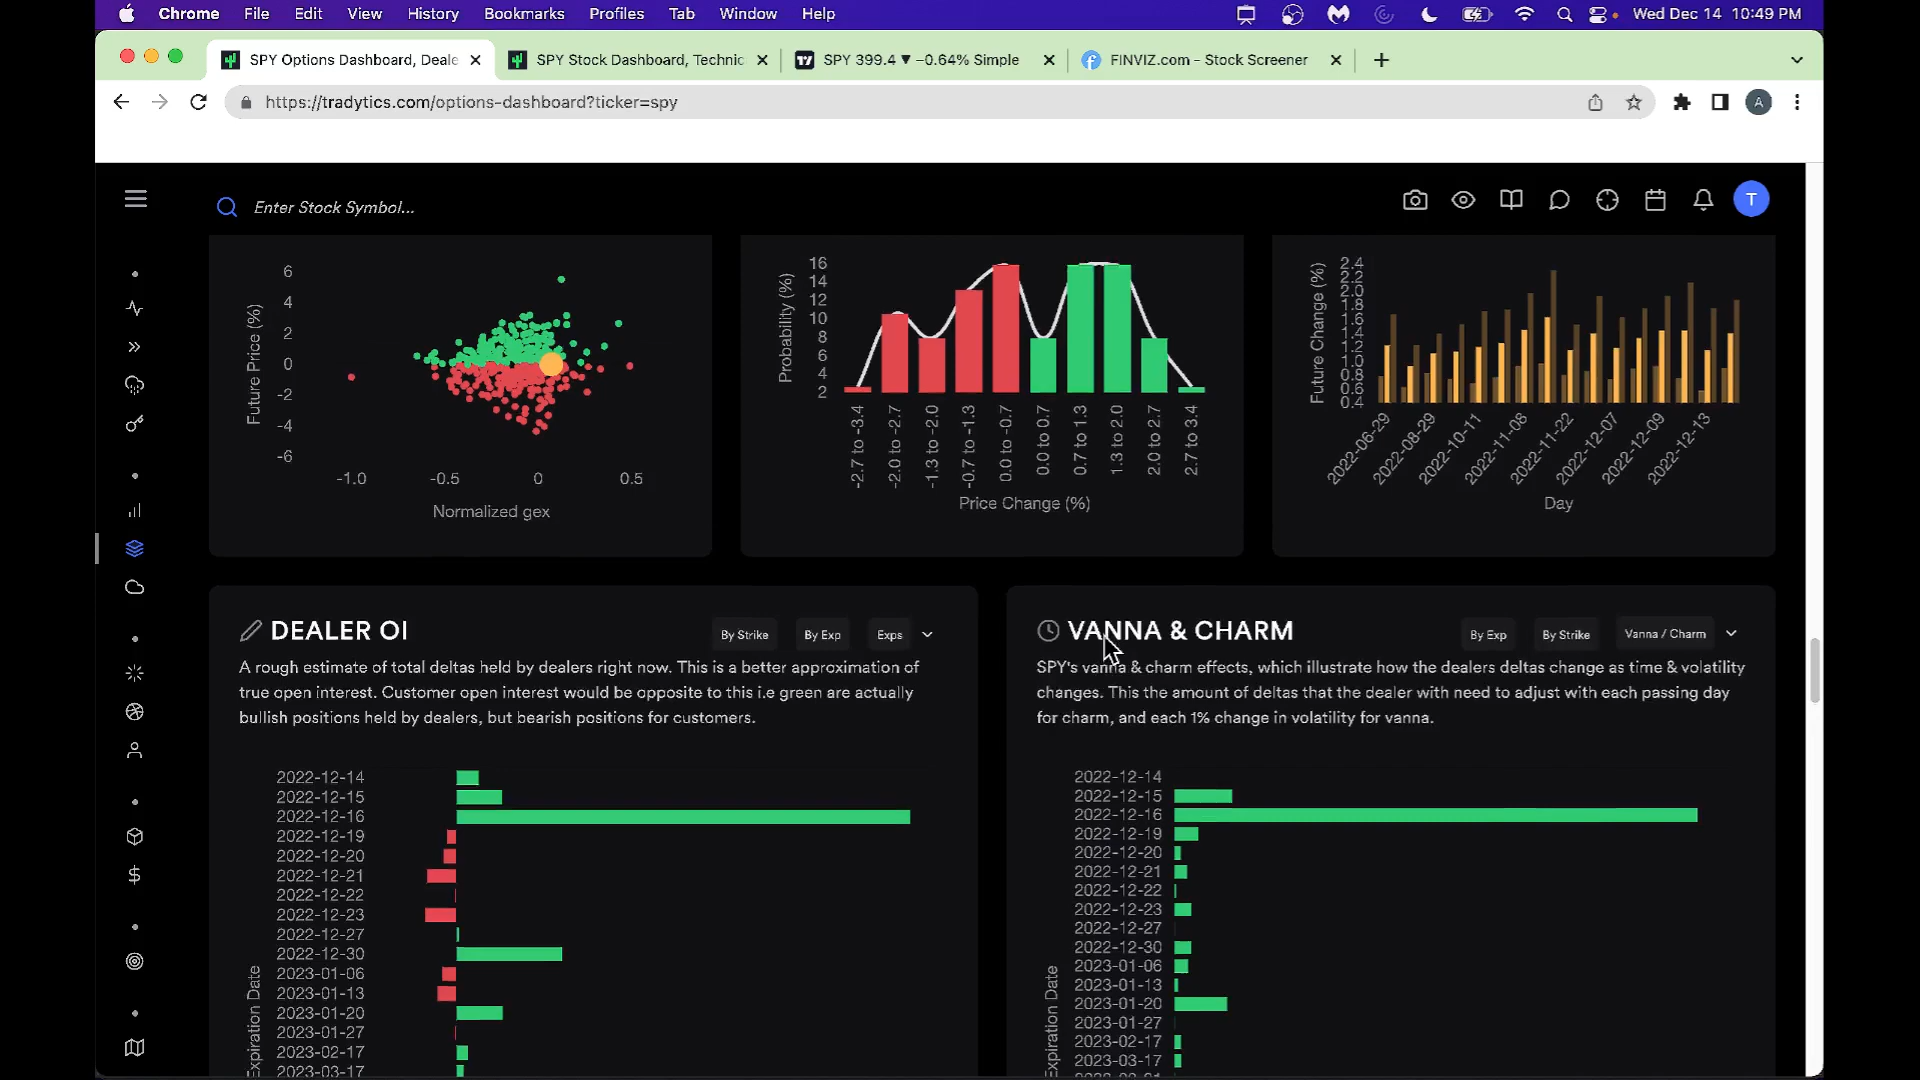 Chrome File Edit View History Bookmarks Profiles Tab Window Help Wed Dec 14 10:49 PM
SPY Options Dashboard, Deale
SPY Stock Dashboard, Technic
SPY 399.4 ▼ −0.64% Simple
FINVIZ.com - Stock Screener
https://tradytics.com/options-dashboard?ticker=spy
A
Enter Stock Symbol...
T
Future Price (%)
6
4
2
0
-2
-4
-6
-1.0 -0.5 0 0.5
Normalized gex
Probability (%)
16
14
12
10
8
6
4
2
-2.7 to -3.4
-2.0 to -2.7
-1.3 to -2.0
-0.7 to -1.3
0.0 to -0.7
0.0 to 0.7
0.7 to 1.3
1.3 to 2.0
2.0 to 2.7
2.7 to 3.4
Price Change (%)
Future Change (%)
2.4
2.2
2.0
1.8
1.6
1.4
1.2
1.0
0.8
0.6
0.4
2022-06-29
2022-08-29
2022-10-11
2022-11-08
2022-11-22
2022-12-07
2022-12-09
2022-12-13
Day
DEALER OI
By Strike By Exp Exps
A rough estimate of total deltas held by dealers right now. This is a better approximation of
true open interest. Customer open interest would be opposite to this i.e green are actually
bullish positions held by dealers, but bearish positions for customers.
Expiration Date
2022-12-14
2022-12-15
2022-12-16
2022-12-19
2022-12-20
2022-12-21
2022-12-22
2022-12-23
2022-12-27
2022-12-30
2023-01-06
2023-01-13
2023-01-20
2023-01-27
2023-02-17
2023-03-17
VANNA & CHARM
By Exp By Strike Vanna / Charm
SPY's vanna & charm effects, which illustrate how the dealers deltas change as time & volatility
changes. This the amount of deltas that the dealer with need to adjust with each passing day
for charm, and each 1% change in volatility for vanna.
Expiration Date
2022-12-14
2022-12-15
2022-12-16
2022-12-19
2022-12-20
2022-12-21
2022-12-22
2022-12-23
2022-12-27
2022-12-30
2023-01-06
2023-01-13
2023-01-20
2023-01-27
2023-02-17
2023-03-17